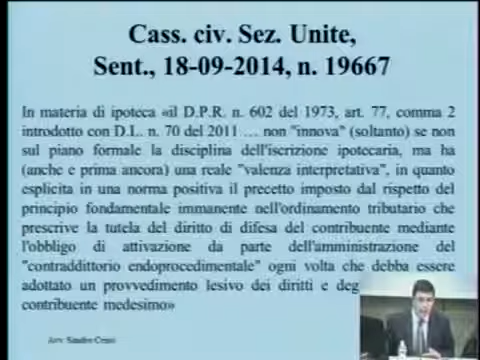 Cass. civ. Sez. Unite,
Sent., 18-09-2014, n. 19667
In materia di ipoteca «il D.P.R. n. 602 del 1973, art. 77, comma 2
introdotto con D.L. n. 70 del 2011 … non "innova" (soltanto) se non
sul piano formale la disciplina dell'iscrizione ipotecaria, ma ha
(anche e prima ancora) una reale "valenza interpretativa", in quanto
esplicita in una norma positiva il precetto imposto dal rispetto del
principio fondamentale immanente nell'ordinamento tributario che
prescrive la tutela del diritto di difesa del contribuente mediante
l'obbligo di attivazione da parte dell'amministrazione del
"contraddittorio endoprocedimentale" ogni volta che debba essere
adottato un provvedimento lesivo dei diritti e deg
contribuente medesimo»
Avv. Sandro